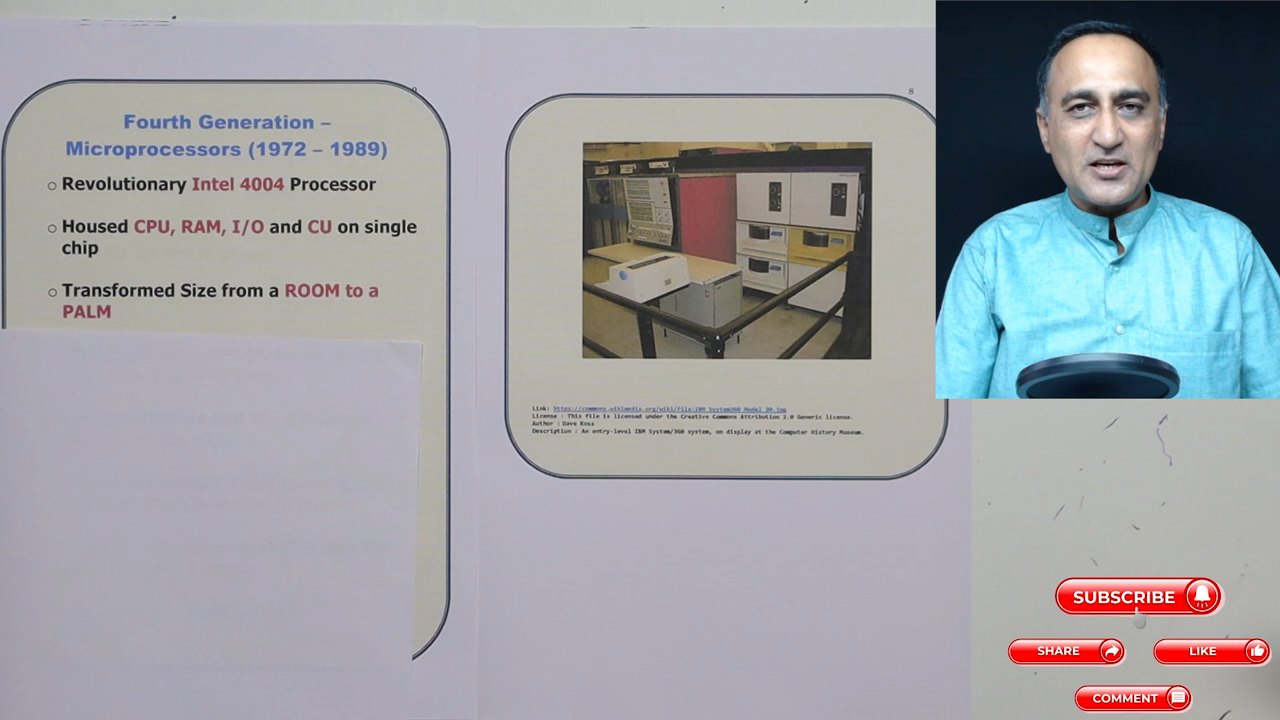 Fourth Generation –
Microprocessors (1972 – 1989)
Revolutionary Intel 4004 Processor
Housed CPU, RAM, I/O and CU on single
chip
Transformed Size from a ROOM to a
PALM
8
Link: https://commons.wikimedia.org/wiki/File:IBM_System360_Model_30.jpg
License : This file is licensed under the Creative Commons Attribution 2.0 Generic license.
Author : Dave Ross
Description : An entry-level IBM System/360 system, on display at the Computer History Museum.
SUBSCRIBE
SHARE
LIKE
COMMENT